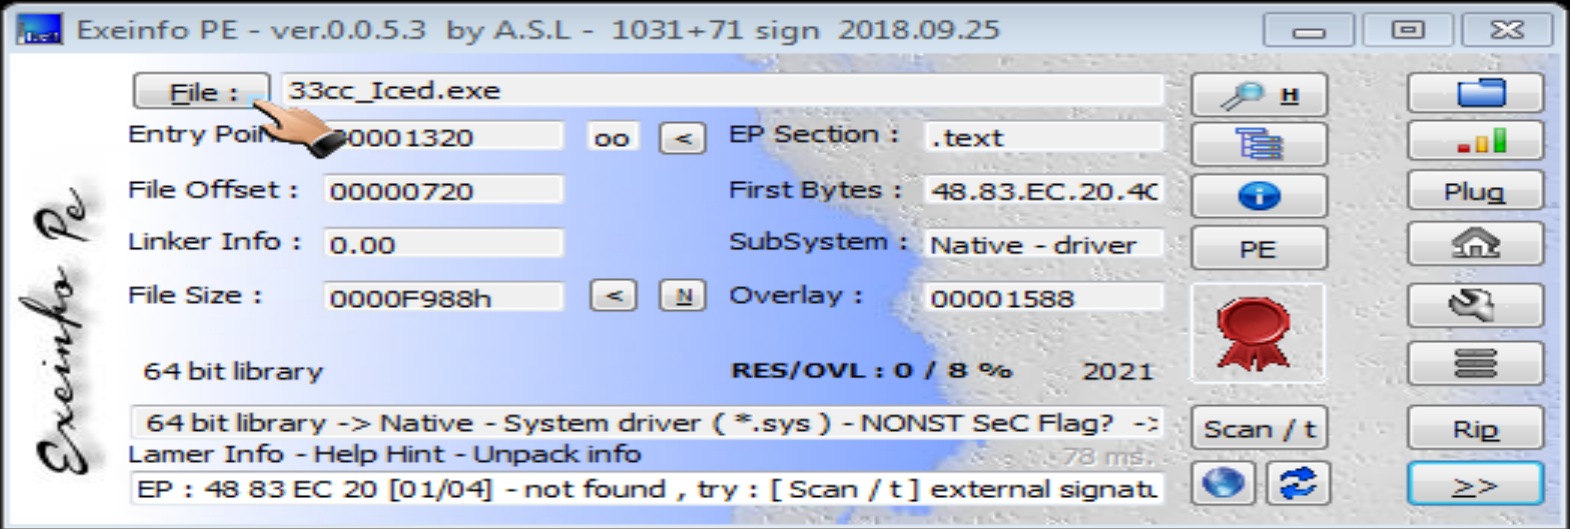 Exeinfo PE - ver.0.0.5.3 by A.S.L - 1031+71 sign 2018.09.25
File : 33cc_Iced.exe H
Entry 00001320 oo < EP Section : .text
File Offset : 00000720 First Bytes : 48.83.EC.20.4C Plug
Linker Info : 0.00 SubSystem : Native - driver PE
File Size : 0000F988h < N Overlay : 00001588
Exeinfo Pe
64 bit library RES/OVL : 0 / 8 % 2021
64 bit library -> Native - System driver ( *.sys ) - NONST SeC Flag? -> Scan / t Rip
Lamer Info - Help Hint - Unpack info 78 ms.
EP : 48 83 EC 20 [01/04] - not found , try : [ Scan / t ] external >>